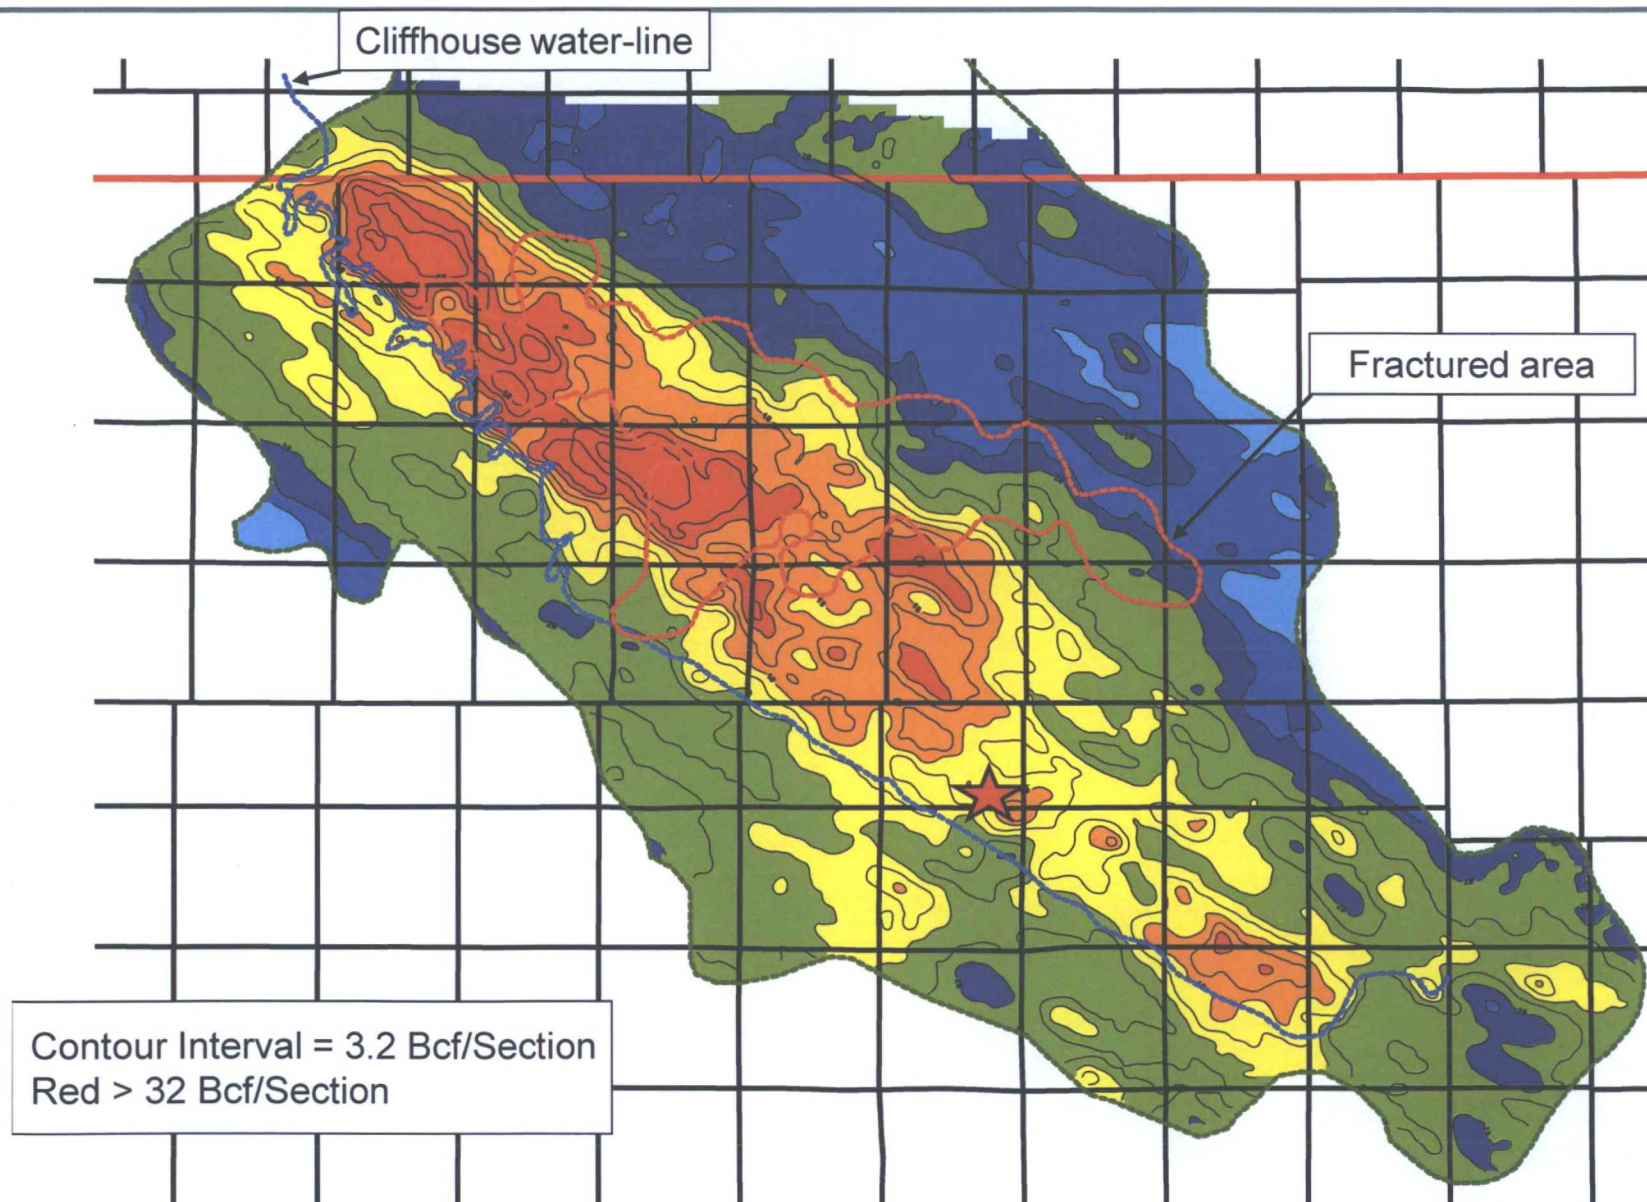 Cliffhouse water-line
Fractured area
Contour Interval = 3.2 Bcf/Section
Red > 32 Bcf/Section